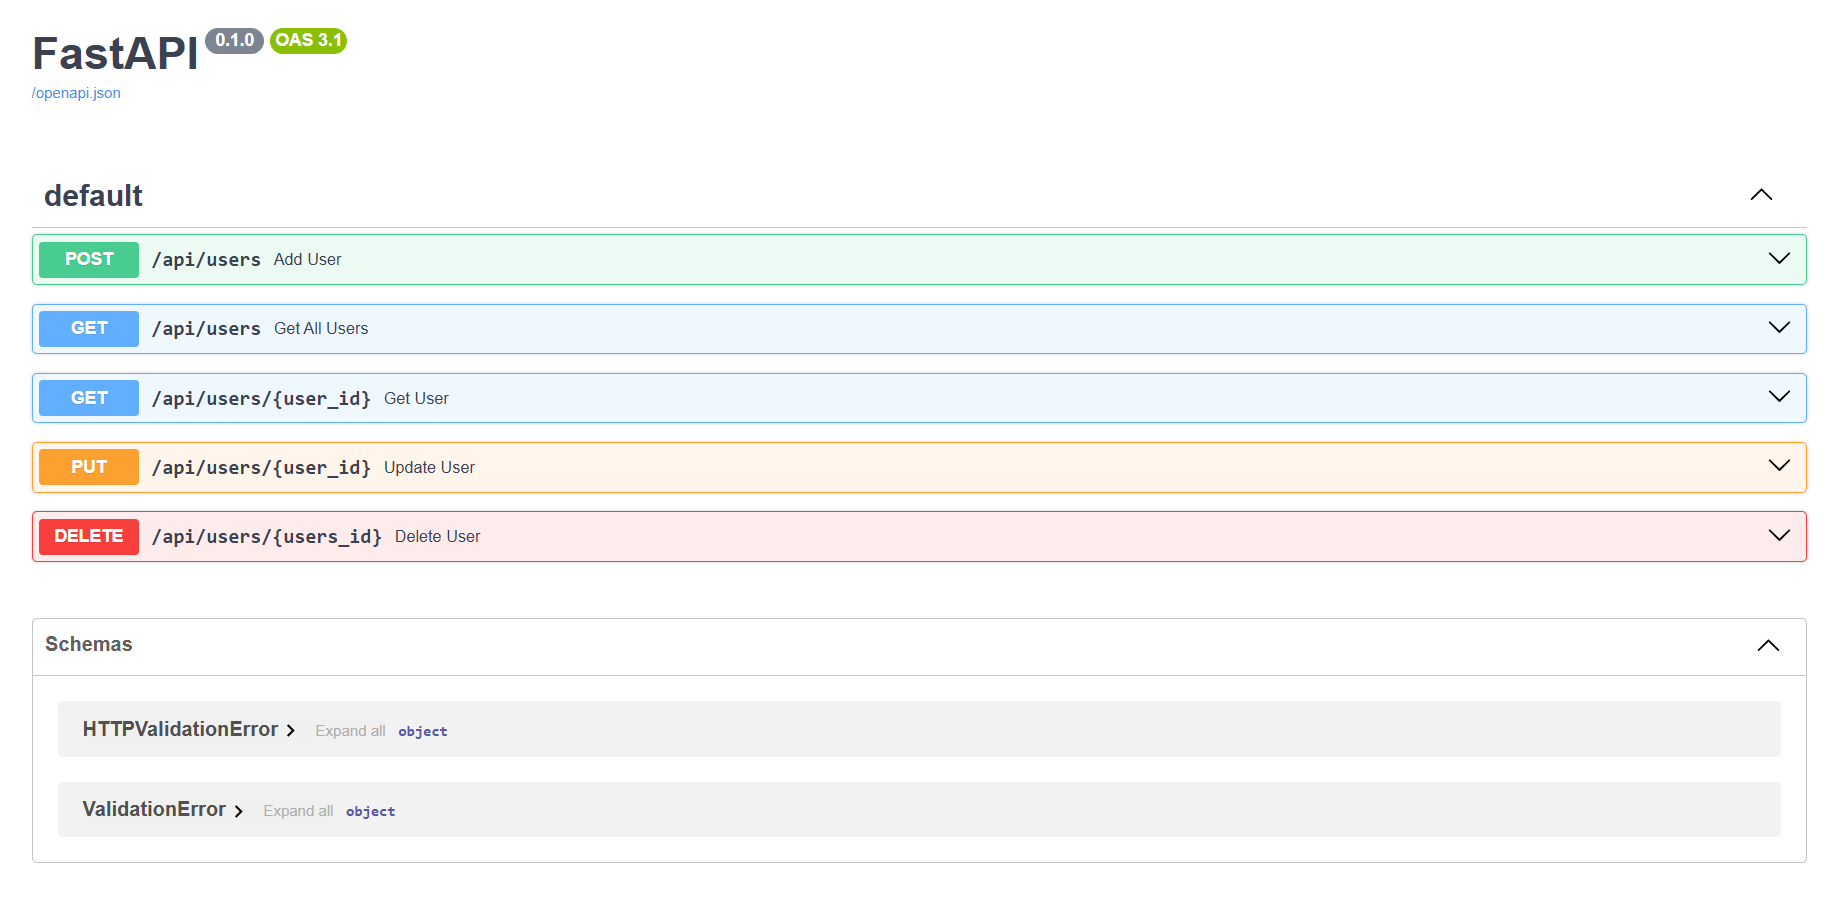 FastAPI 0.1.0 OAS 3.1
/openapi.json
default
POST /api/users Add User
GET /api/users Get All Users
GET /api/users/{user_id} Get User
PUT /api/users/{user_id} Update User
DELETE /api/users/{users_id} Delete User
Schemas
HTTPValidationError Expand all object
ValidationError Expand all object